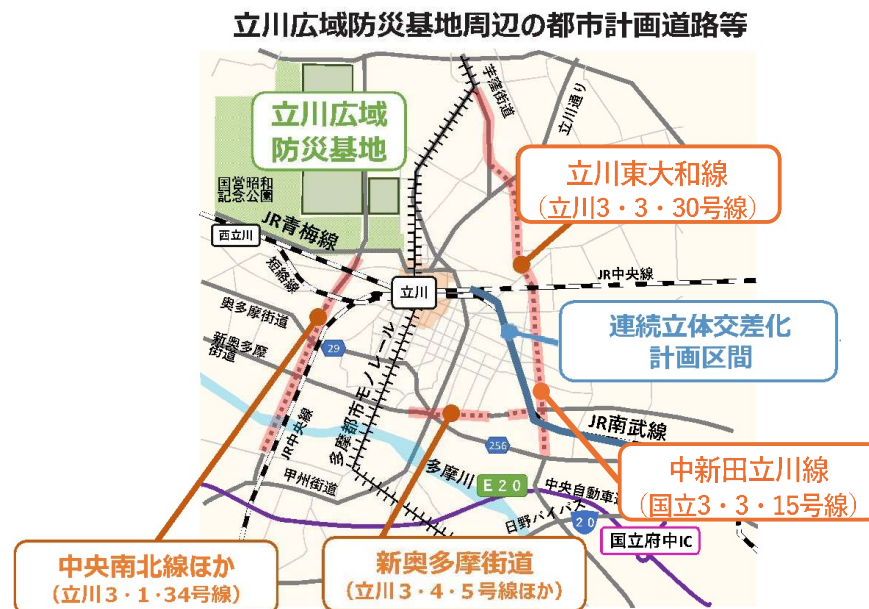 立川広域防災基地周辺の都市計画道路等
立川広域
防災基地
芋窪街道
立川通り
国営昭和
記念公園
立川東大和線
(立川3・3・30号線)
JR青梅線
西立川
短絡線
JR中央線
立川
奥多摩街道
新奥多摩
街道
29
連続立体交差化
計画区間
多摩都市モノレール
JR南武線
JR中央線
256
甲州街道
多摩川
E20
中央自動車道
日野バイパス
20
国立府中IC
中新田立川線
(国立3・3・15号線)
中央南北線ほか
(立川3・1・34号線)
新奥多摩街道
(立川3・4・5号線ほか)